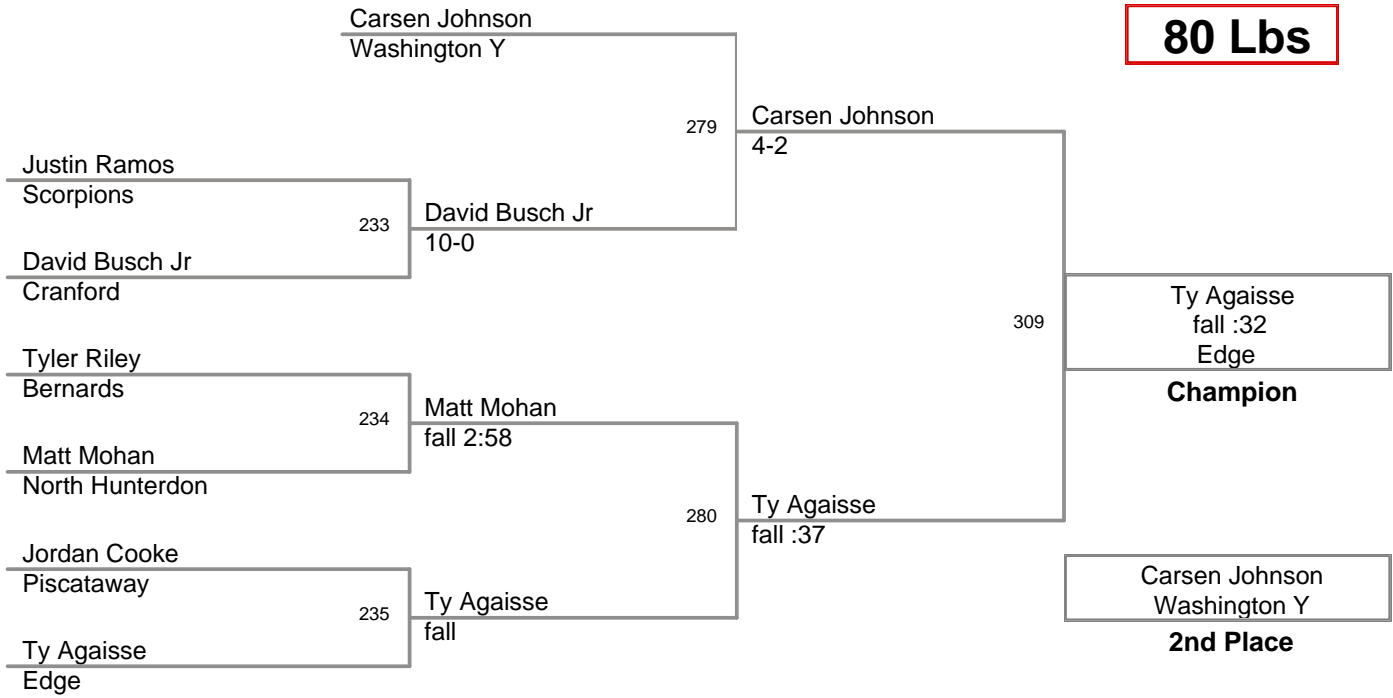 Carsen Johnson
Washington Y
80 Lbs
279
Carsen Johnson
4-2
Justin Ramos
Scorpions
233
David Busch Jr
10-0
David Busch Jr
Cranford
Ty Agaisse
fall :32
Edge
Champion
309
Tyler Riley
Bernards
234
Matt Mohan
fall 2:58
Matt Mohan
North Hunterdon
280
Ty Agaisse
fall :37
Jordan Cooke
Piscataway
235
Ty Agaisse
fall
Ty Agaisse
Edge
Carsen Johnson
Washington Y
2nd Place